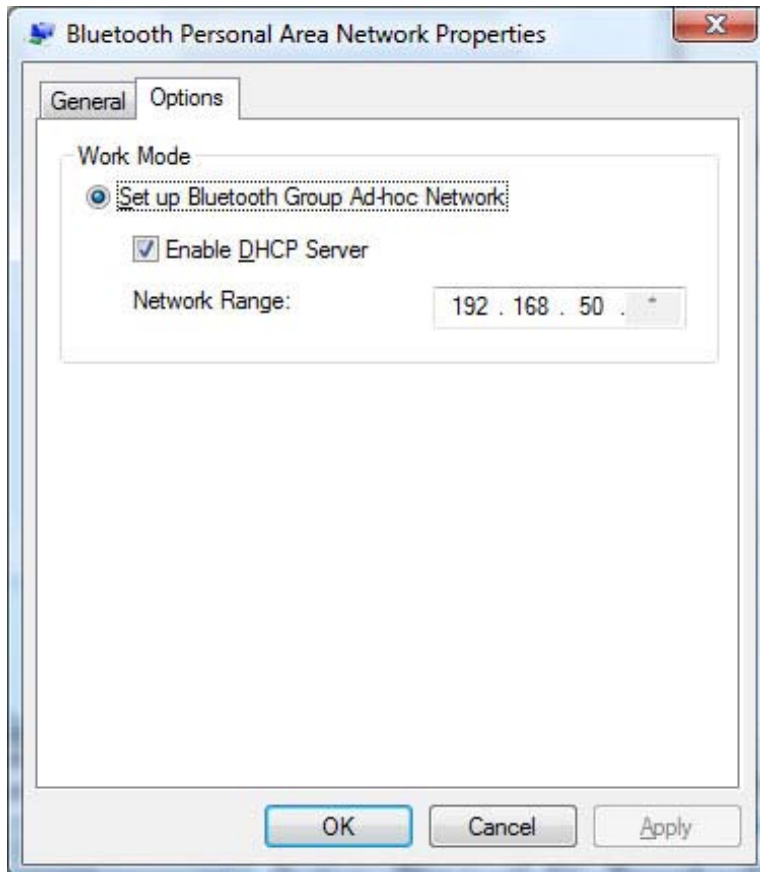 Bluetooth Personal Area Network Properties
X
General Options
Work Mode
Set up Bluetooth Group Ad-hoc Network
Enable DHCP Server
Network Range: 192 . 168 . 50 . *
OK Cancel Apply